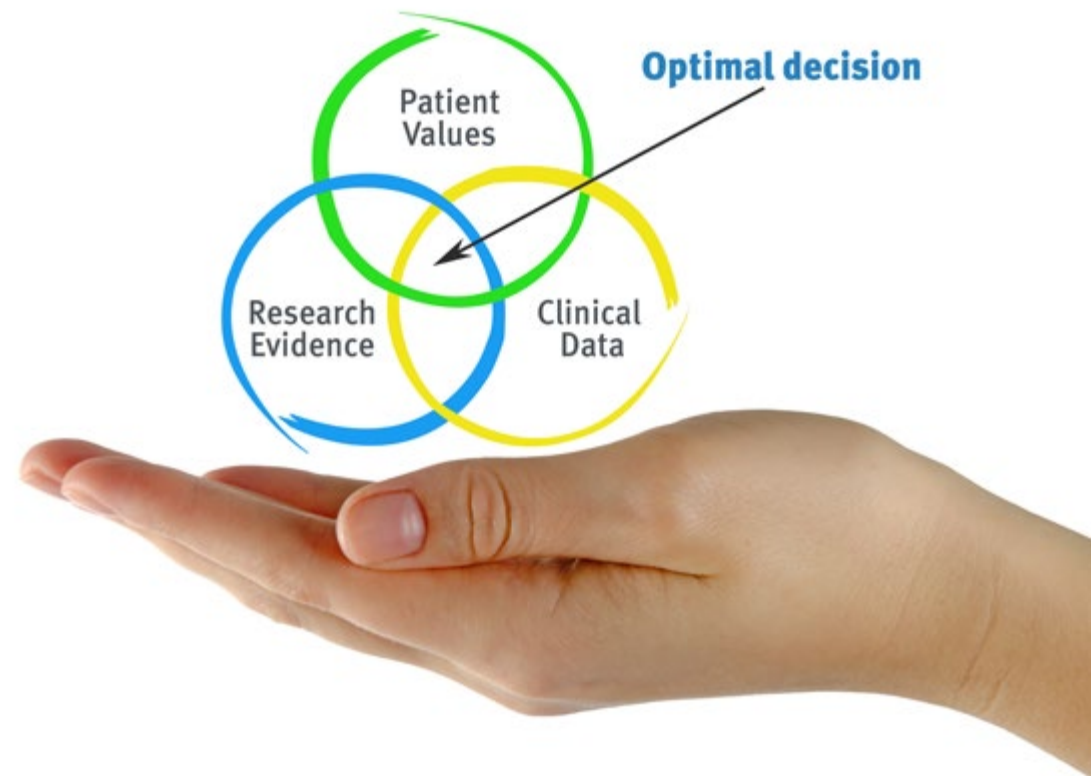 Optimal decision
Patient
Values
Research
Evidence
Clinical
Data